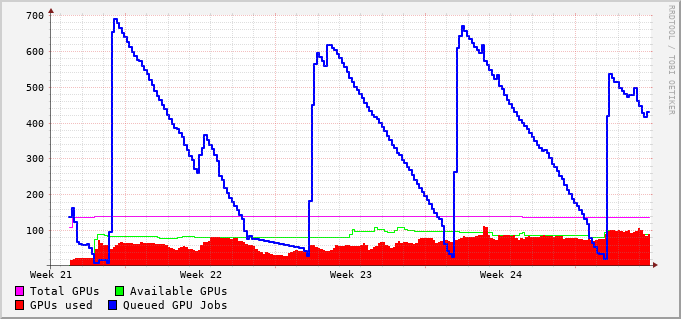 700
600
500
400
300
200
100
Week 21 Week 22 Week 23 Week 24
Total GPUs Available GPUs
GPUs used Queued GPU Jobs
RRDTOOL / TOBI OETIKER